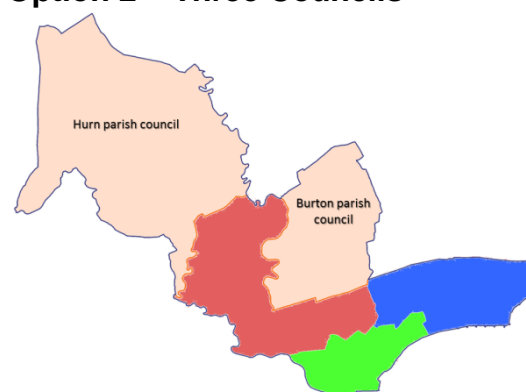 Option 2 – Three Councils
Hurn parish council
Burton parish
council